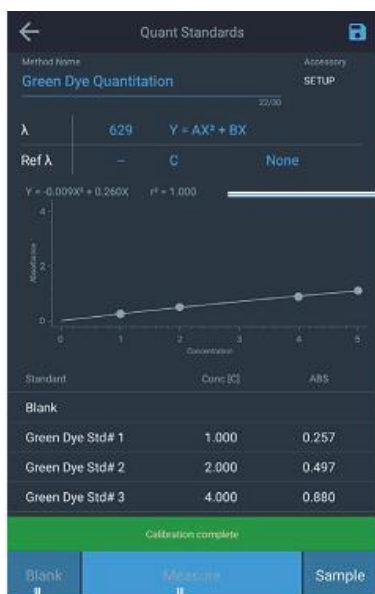 Quant Standards
Method Name
Accessory
Green Dye Quantitation
SETUP
22/30
λ 629 Y = AX² + BX
Ref λ – C None
Y = -0.009X² + 0.260X r² = 1.000
4
2
0
Absorbance
0 1 2 3 4 5
Concentration
Standard Conc [C] ABS
Blank
Green Dye Std# 1 1.000 0.257
Green Dye Std# 2 2.000 0.497
Green Dye Std# 3 4.000 0.880
Calibration complete
Blank Measure Sample